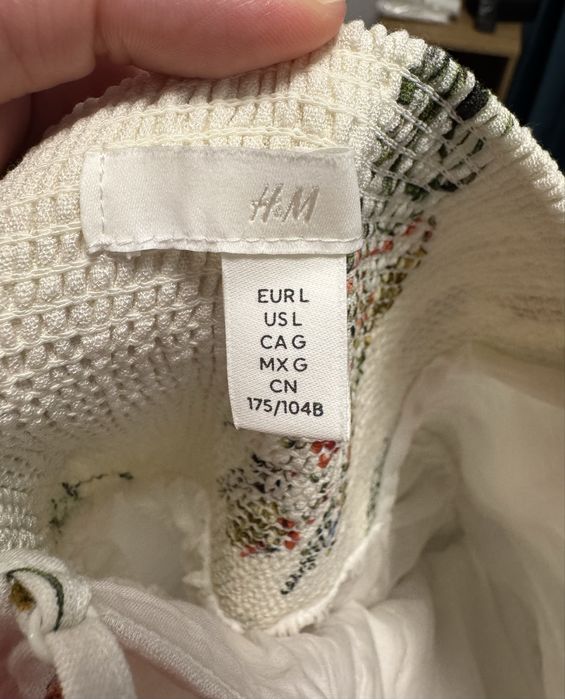 H&M
EUR L
US L
CA G
MX G
CN
175/104B